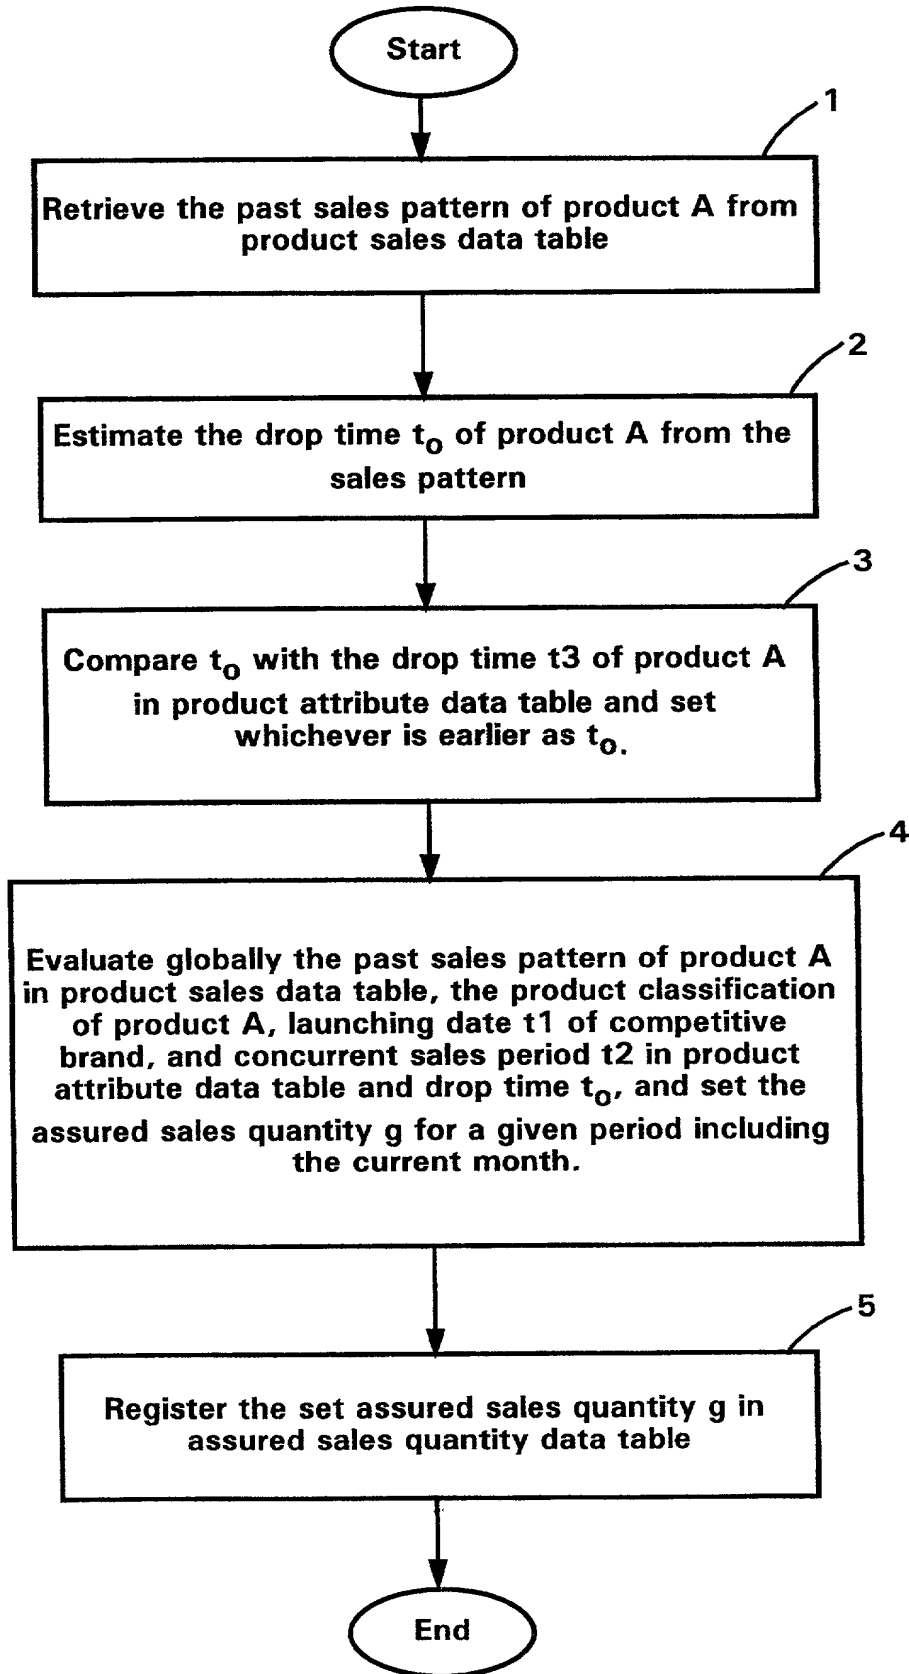 Start
1
Retrieve the past sales pattern of product A from
product sales data table
2
Estimate the drop time to of product A from the
sales pattern
3
Compare to with the drop time t3 of product A
in product attribute data table and set
whichever is earlier as to.
4
Evaluate globally the past sales pattern of product A
in product sales data table, the product classification
of product A, launching date t1 of competitive
brand, and concurrent sales period t2 in product
attribute data table and drop time to, and set the
assured sales quantity g for a given period including
the current month.
5
Register the set assured sales quantity g in
assured sales quantity data table
End